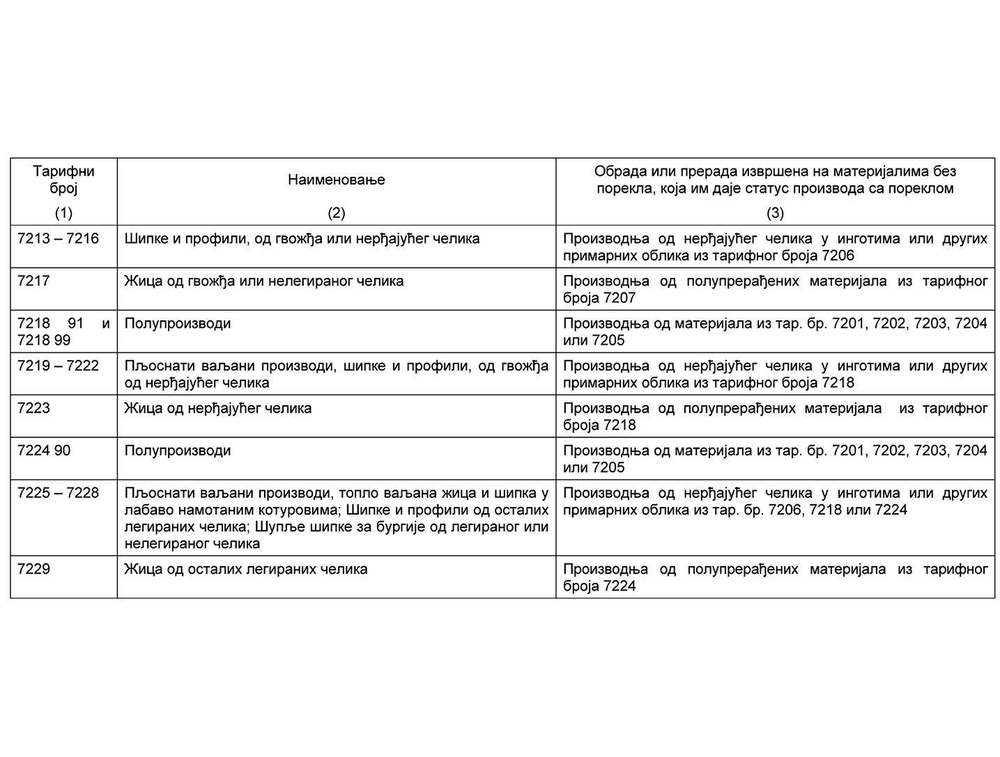 Тарифни
број
(1)
Наименовање
(2)
Обрада или прерада извршена на материјалима без
порекла, која им даје статус производа са пореклом
(3)
7213 – 7216
Шипке и профили, од гвожђа или нерђајућег челика
Производња од нерђајућег челика у инготима или других
примарних облика из тарифног броја 7206
7217
Жица од гвожђа или нелегираног челика
Производња од полупрерађених материјала из тарифног
броја 7207
7218 91 и
7218 99
Полупроизводи
Производња од материјала из тар. бр. 7201, 7202, 7203, 7204
или 7205
7219 – 7222
Пљоснати ваљани производи, шипке и профили, од гвожђа
од нерђајућег челика
Производња од нерђајућег челика у инготима или других
примарних облика из тарифног броја 7218
7223
Жица од нерђајућег челика
Производња од полупрерађених материјала из тарифног
броја 7218
7224 90
Полупроизводи
Производња од материјала из тар. бр. 7201, 7202, 7203, 7204
или 7205
7225 – 7228
Пљоснати ваљани производи, топло ваљана жица и шипка у
лабаво намотаним котуровима; Шипке и профили од осталих
легираних челика; Шупље шипке за бургије од легираног или
нелегираног челика
Производња од нерђајућег челика у инготима или других
примарних облика из тар. бр. 7206, 7218 или 7224
7229
Жица од осталих легираних челика
Производња од полупрерађених материјала из тарифног
броја 7224